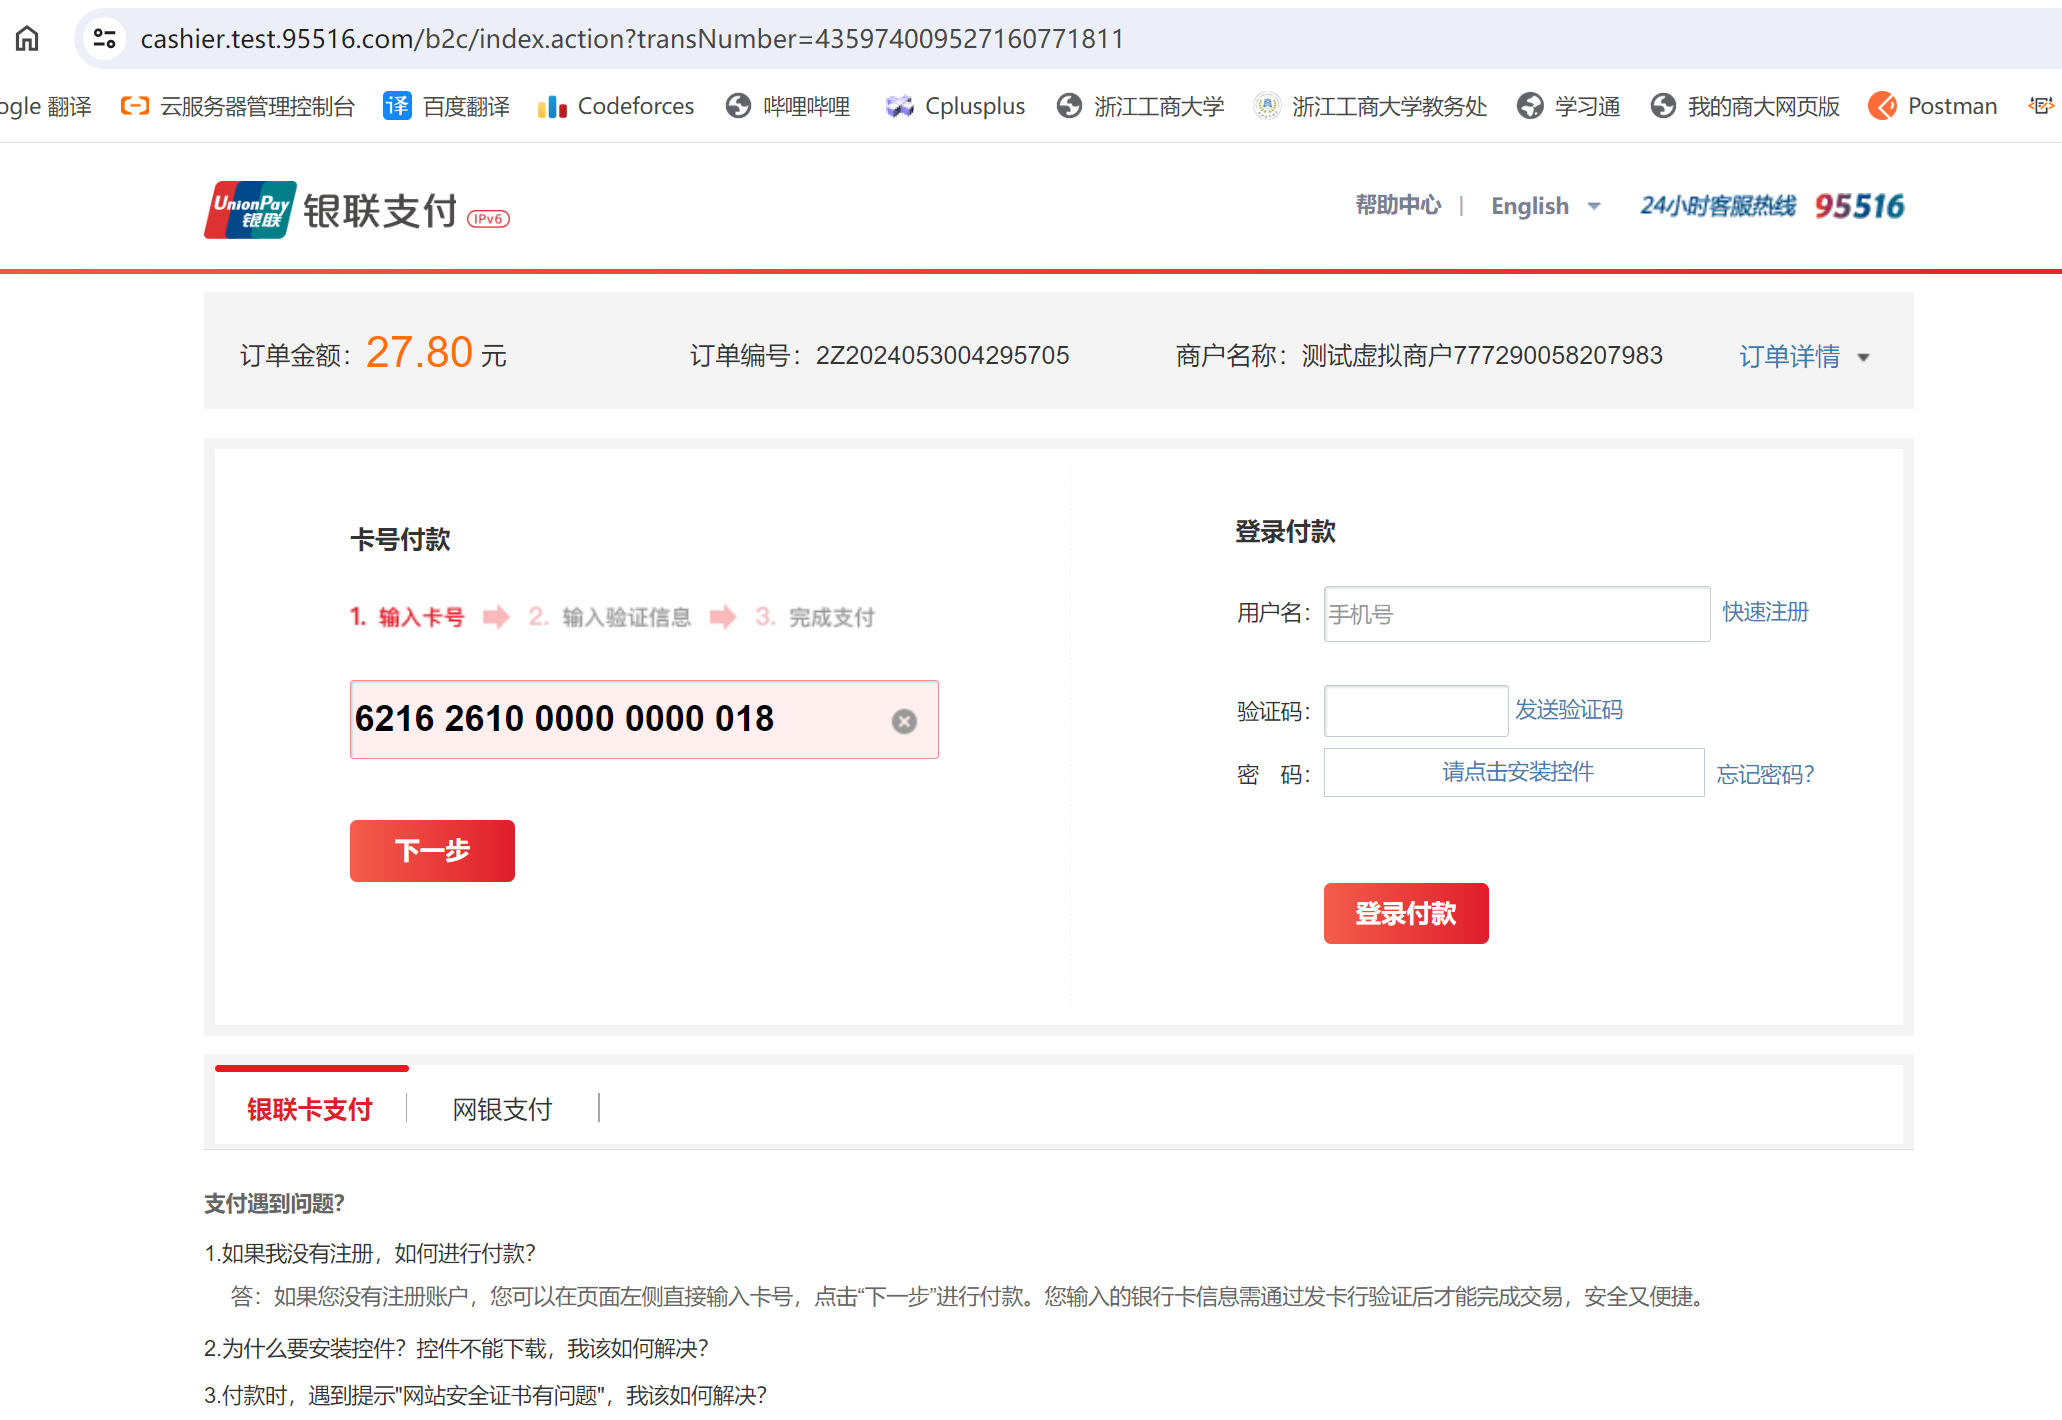 cashier.test.95516.com/b2c/index.action?transNumber=435974009527160771811
ogle 翻译 云服务器管理控制台 译 百度翻译 Codeforces 哔哩哔哩 Cplusplus 浙江工商大学 浙江工商大学教务处 学习通 我的商大网页版 Postman
UnionPay 银联 银联支付 IPv6 帮助中心 | English 24小时客服热线 95516
订单金额：27.80 元 订单编号：2Z2024053004295705 商户名称：测试虚拟商户777290058207983 订单详情
卡号付款
1. 输入卡号 2. 输入验证信息 3. 完成支付
6216 2610 0000 0000 018
下一步
登录付款
用户名： 手机号 快速注册
验证码： 发送验证码
密 码： 请点击安装控件 忘记密码？
登录付款
银联卡支付 网银支付
支付遇到问题？
1.如果我没有注册，如何进行付款？
答：如果您没有注册账户，您可以在页面左侧直接输入卡号，点击“下一步”进行付款。您输入的银行卡信息需通过发卡行验证后才能完成交易，安全又便捷。
2.为什么要安装控件？控件不能下载，我该如何解决？
3.付款时，遇到提示"网站安全证书有问题"，我该如何解决？